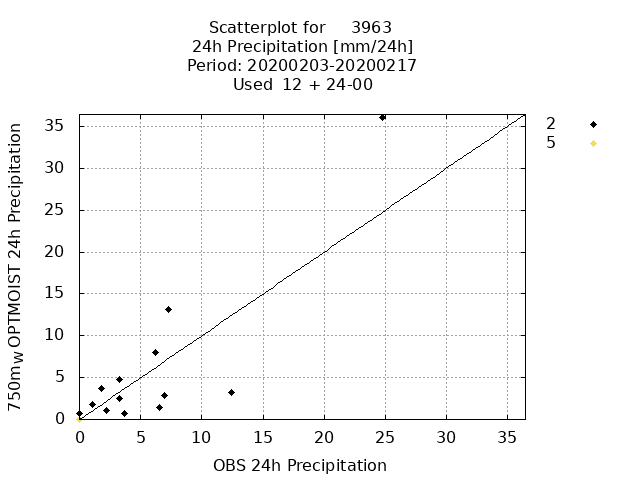 Scatterplot for 3963
24h Precipitation [mm/24h]
Period: 20200203-20200217
Used 12 + 24-00
2
5
35
30
25
20
15
10
5
0
0 5 10 15 20 25 30 35
750mw OPTMOIST 24h Precipitation
OBS 24h Precipitation